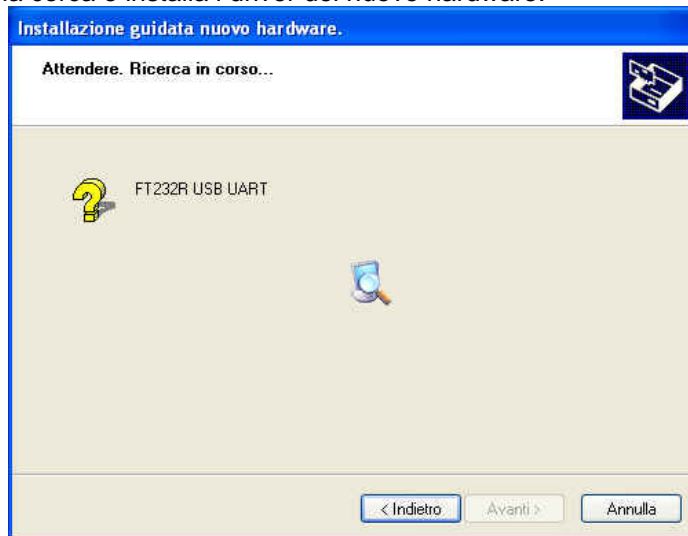 Installazione guidata nuovo hardware.
Attendere. Ricerca in corso...
FT232R USB UART
< Indietro
Avanti >
Annulla